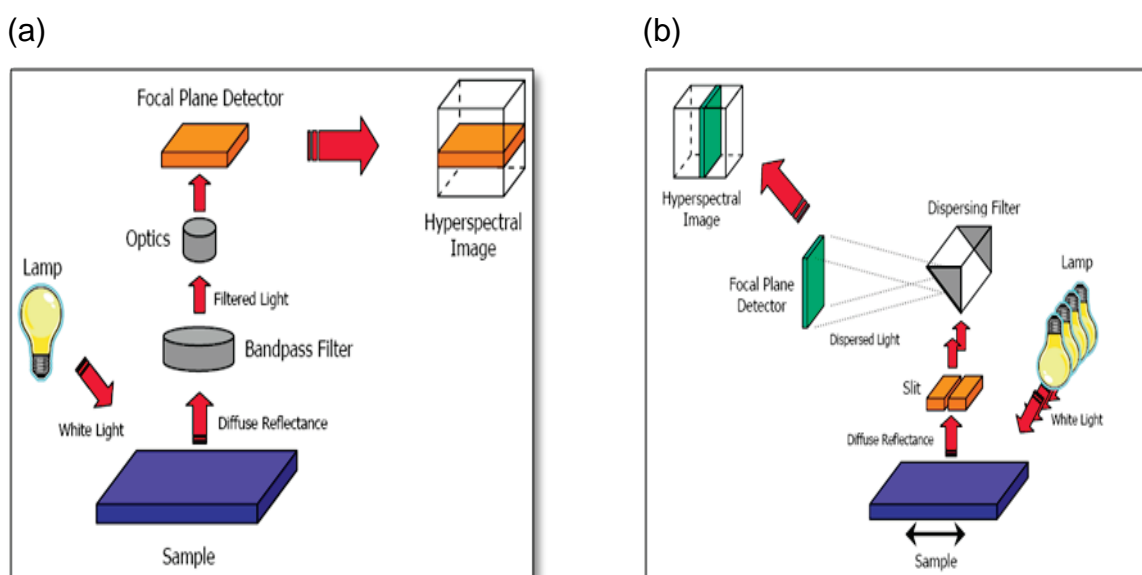 (a)
Focal Plane Detector
Hyperspectral
Image
Optics
Lamp
Filtered Light
Bandpass Filter
White Light
Diffuse Reflectance
Sample
(b)
Hyperspectral
Image
Dispersing Filter
Focal Plane
Detector
Lamp
Dispersed Light
Slit
White Light
Diffuse Reflectance
Sample